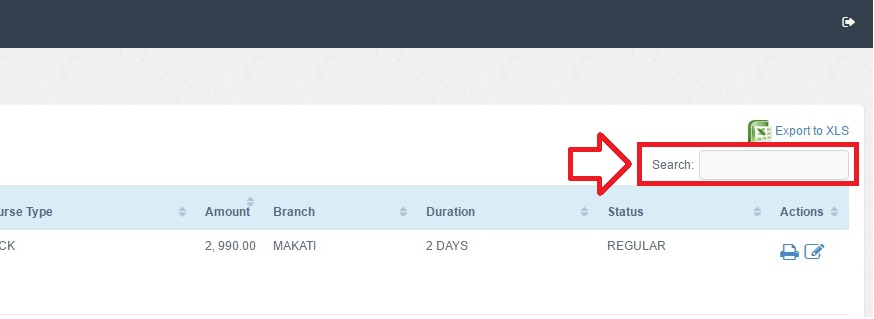 Export to XLS
Search:
urse Type Amount Branch Duration Status Actions
CK 2, 990.00 MAKATI 2 DAYS REGULAR